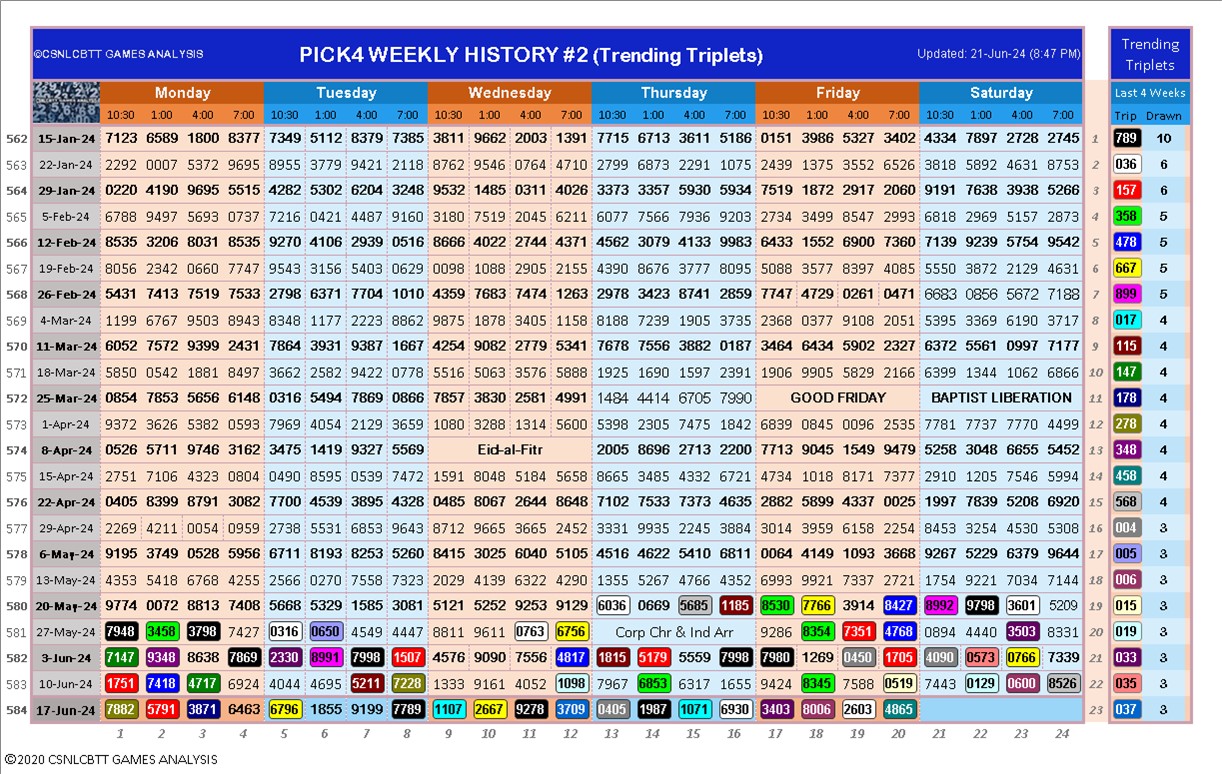 ©CSNLCBTT GAMES ANALYSIS PICK4 WEEKLY HISTORY #2 (Trending Triplets) Updated: 21-Jun-24 (8:47 PM) Trending Triplets
Monday Tuesday Wednesday Thursday Friday Saturday Last 4 Weeks
10:30 1:00 4:00 7:00 10:30 1:00 4:00 7:00 10:30 1:00 4:00 7:00 10:30 1:00 4:00 7:00 10:30 1:00 4:00 7:00 10:30 1:00 4:00 7:00 Trip Drawn
562 15-Jan-24 7123 6589 1800 8377 7349 5112 8379 7385 3811 9662 2003 1391 7715 6713 3611 5186 0151 3986 5327 3402 4334 7897 2728 2745 1 789 10
563 22-Jan-24 2292 0007 5372 9695 8955 3779 9421 2116 9762 9546 0764 4710 2799 6873 2291 1075 2439 1375 3552 6526 3818 5892 4631 8753 2 036 6
564 29-Jan-24 0220 4190 9695 5515 4282 5302 6204 3248 9532 1485 0311 4026 3373 3357 5930 5934 7519 1872 2917 2060 9191 7638 3938 5266 3 157 6
565 5-Feb-24 6788 9497 5693 0737 7216 0421 4487 9160 3180 7519 2045 6211 6077 7566 7936 9203 2734 3499 8547 2993 6818 2969 5157 2873 4 358 5
566 12-Feb-24 8535 3206 8031 8535 9270 4106 2939 0516 8666 4022 2744 4371 4562 3079 4133 9983 6433 1552 6900 7360 7139 9239 5754 9542 5 478 5
567 19-Feb-24 8056 2342 0660 7747 9543 3156 5403 0629 0098 1088 2905 2155 4390 8676 3777 8095 5088 3577 8397 4085 5550 3872 2129 4631 6 667 5
568 26-Feb-24 5431 7413 7519 7533 2798 6371 7704 1018 4359 7683 7474 1263 2978 3423 8741 2859 7747 4729 0261 0471 6683 0856 5672 7188 7 899 5
569 4-Mar-24 1199 6767 9503 8943 8348 1177 2223 8862 9875 1878 3405 1158 8188 7239 1905 3735 2368 0377 9108 2051 5395 3369 6190 3717 8 017 4
570 11-Mar-24 6052 7572 9399 2431 7864 3931 9387 1667 4254 9082 2779 5341 7678 7556 3882 0187 3464 6434 5902 2327 6372 5561 0997 7177 9 115 4
571 18-Mar-24 5850 0542 1881 8497 3662 2582 9422 0778 5516 5063 3576 5888 1925 1690 1597 2391 1906 9905 5829 2166 6399 1344 1062 6866 10 147 4
572 25-Mar-24 0854 7853 5656 6148 0316 5494 7869 0896 7857 3830 2581 4991 1484 4414 6705 7990 GOOD FRIDAY BAPTIST LIBERATION 11 178 4
573 1-Apr-24 9372 3626 5382 0593 7969 4054 2129 3659 1080 3288 1314 5600 5398 2305 7475 1842 6839 0845 0096 2535 7781 7737 7770 4499 12 278 4
574 8-Apr-24 0526 5711 9746 3162 3475 1419 9327 5569 Eid-al-Fitr 2005 8696 2713 2200 7713 9045 1549 9479 5258 3048 6655 5452 13 348 4
575 15-Apr-24 2751 7106 4323 0804 0490 8595 0539 7474 1591 8048 5184 5658 8665 3485 4332 6721 4734 1018 8171 7377 2910 1205 7546 5994 14 458 4
576 22-Apr-24 0405 8399 8791 3082 7700 4539 3895 4332 0485 8067 2644 8648 7102 7533 7373 4635 2882 5899 4337 0025 1997 7839 5208 6920 15 568 4
577 29-Apr-24 2269 4211 0054 0959 2738 5531 6853 9643 9712 9665 3665 2452 3331 9935 2245 3884 3014 3959 6158 2254 8453 3254 4530 5308 16 004 3
578 6-May-24 9195 3749 0528 5956 6711 8193 8253 5260 8415 3025 6040 5105 4516 4622 5410 6811 0064 4149 1093 3668 9267 5229 6379 9644 17 005 3
579 13-May-24 4353 5418 6768 4255 2566 0270 7558 7323 2029 4139 6322 4290 1355 5267 4766 4352 6993 9921 7337 2721 1754 9221 7034 7144 18 006 3
580 20-May-24 9774 0072 8813 7408 5668 5329 1585 3081 5121 5252 9253 9129 6036 0669 5685 1185 8530 7766 3914 8427 8992 9798 3601 5209 19 015 3
581 27-May-24 7948 3458 3798 7427 0316 0650 4549 4447 8811 9611 0763 6756 Corp Chr & Ind Arr 9286 8354 7351 4768 0894 4440 3503 8331 20 019 3
582 3-Jun-24 7147 9348 8638 7869 2330 8991 7998 1507 4576 9090 7556 4817 1815 5179 5559 7998 7980 1269 0450 1705 4090 0573 0766 7339 21 033 3
583 10-Jun-24 1751 7418 4717 6924 4044 4695 5211 7228 1333 9161 4052 1098 7967 6853 6317 1655 9424 8345 7588 0519 7443 0129 0600 8526 22 035 3
584 17-Jun-24 7882 5791 3871 6463 6796 1855 9199 7789 1107 2667 9278 3709 0405 1987 1071 6930 3403 8006 2603 4865 23 037 3
1 2 3 4 5 6 7 8 9 10 11 12 13 14 15 16 17 18 19 20 21 22 23 24
©2020 CSNLCBTT GAMES ANALYSIS